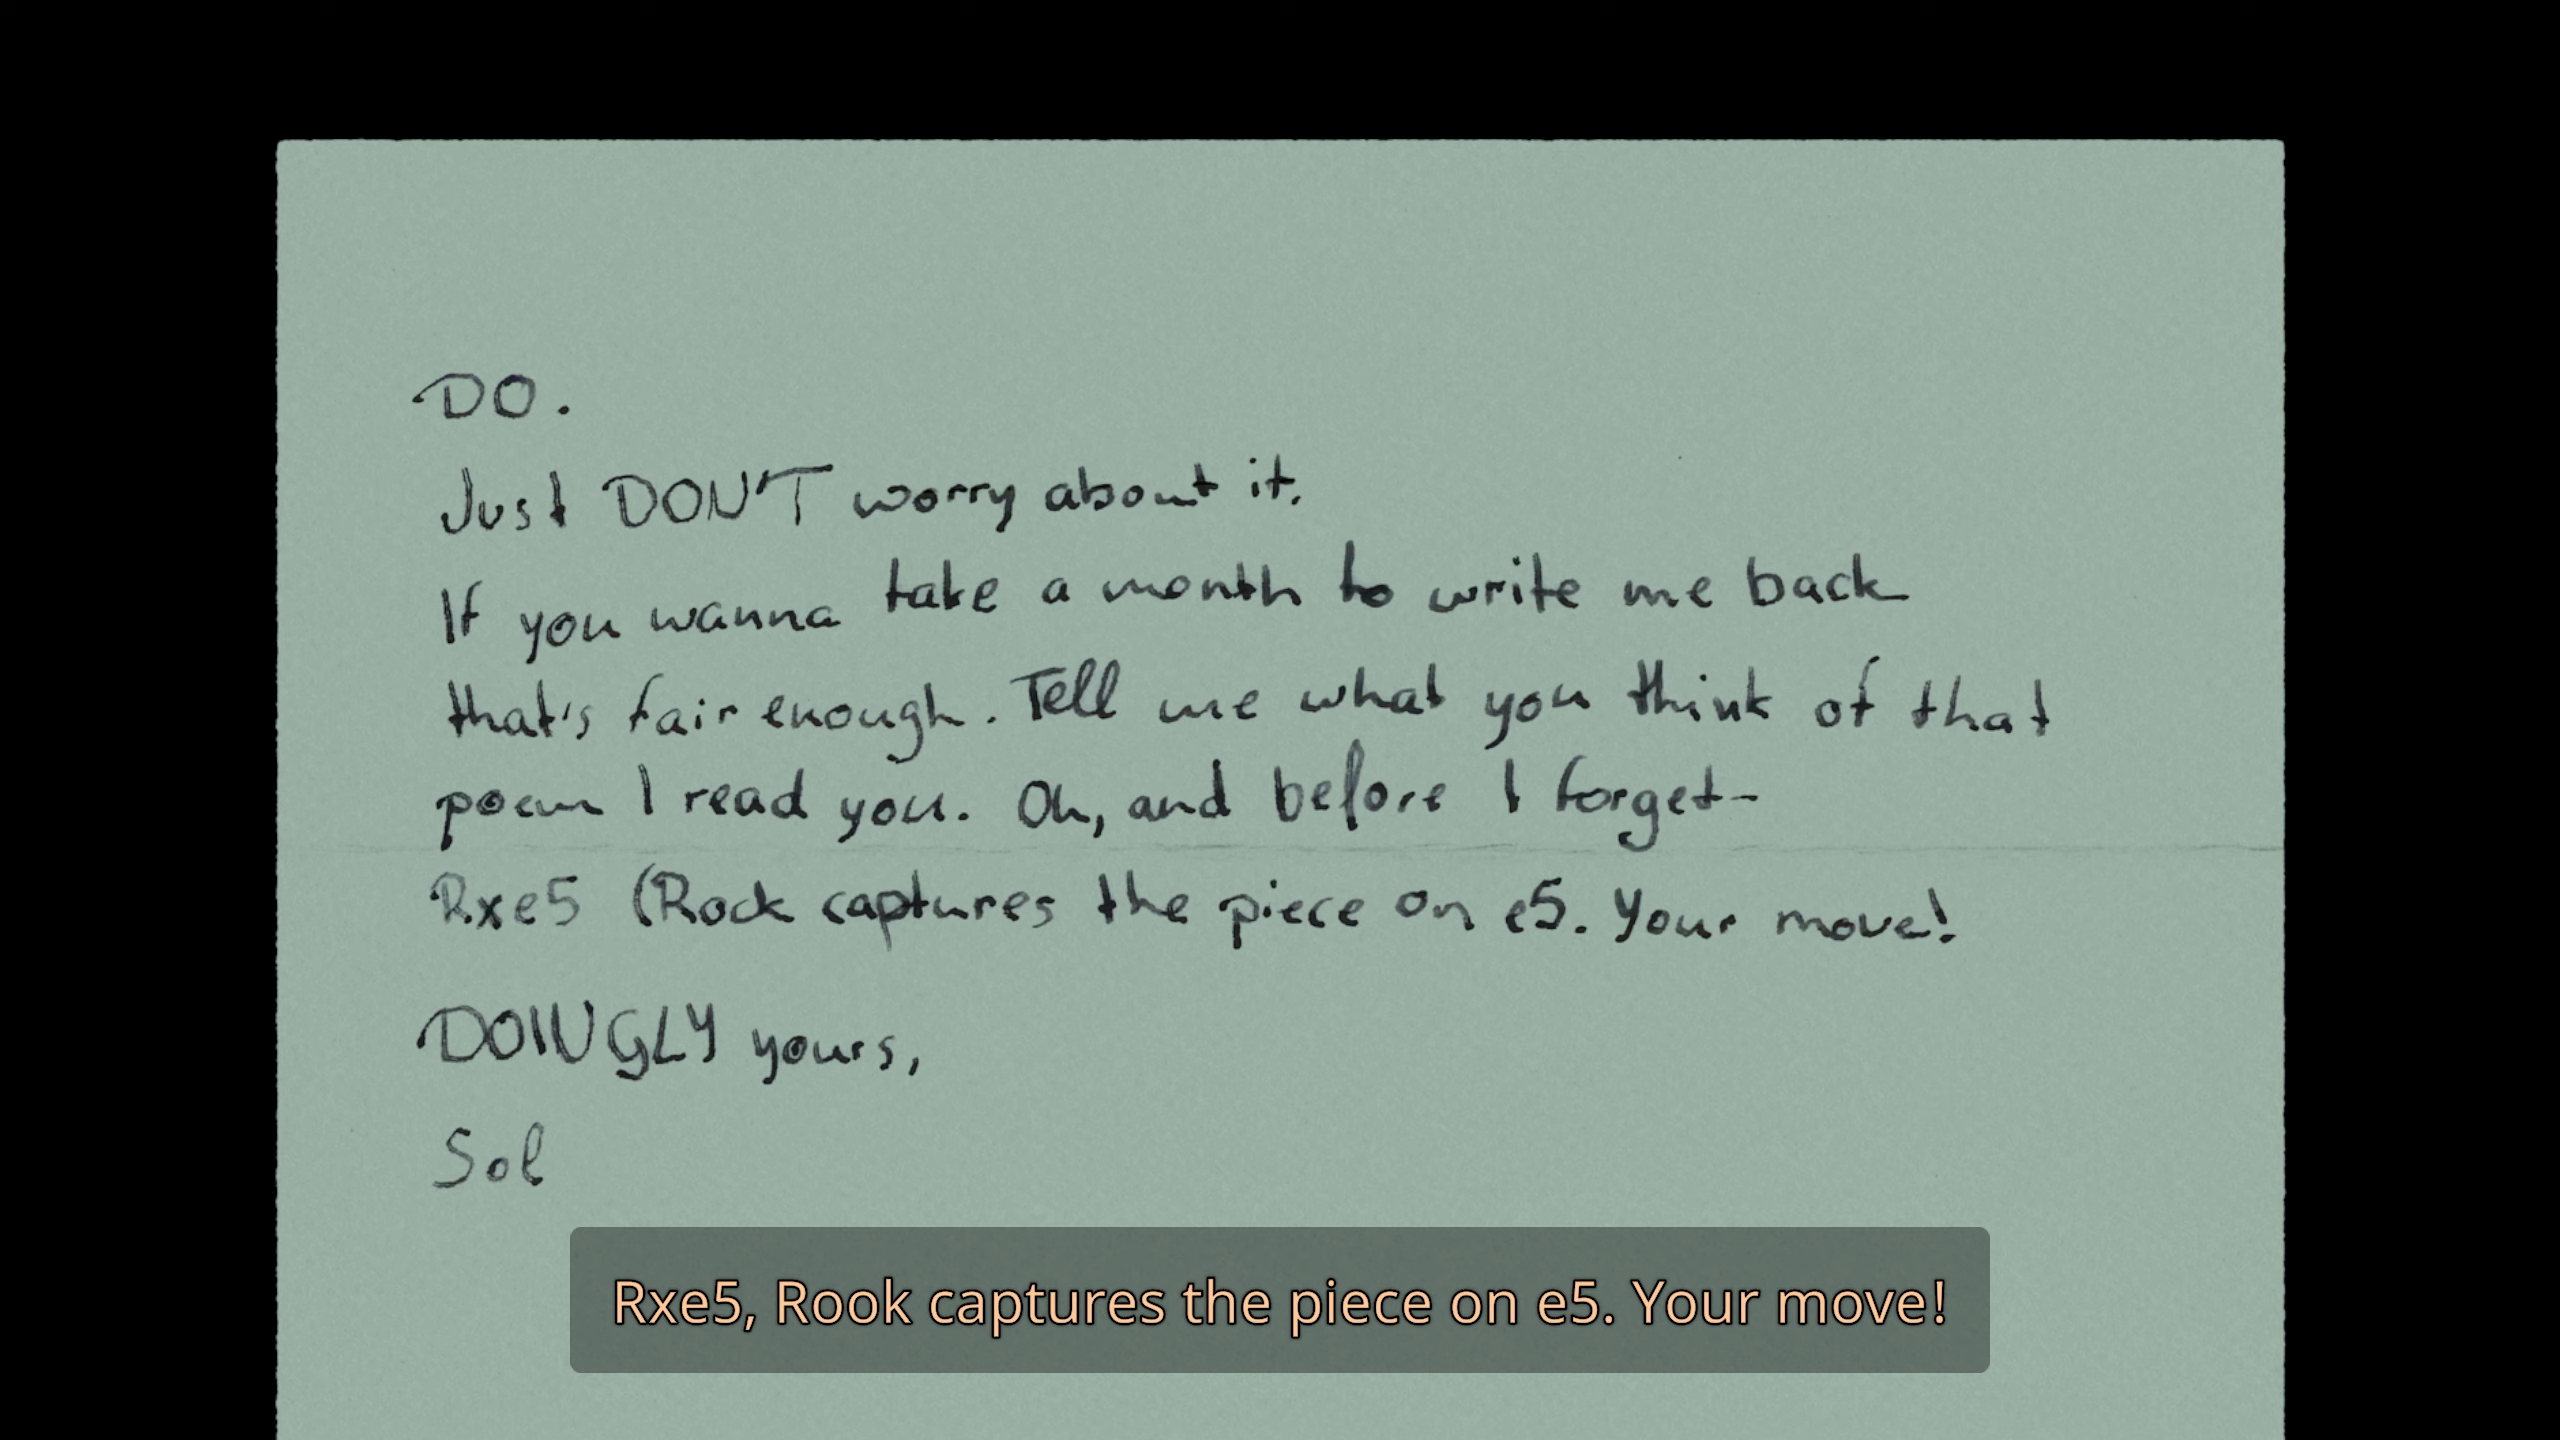 DO.
Just DON'T worry about it.
If you wanna take a month to write me back
that's fair enough. Tell me what you think of that
poem I read you. Oh, and before I forget-
Rxe5 (Rook captures the piece on e5. Your move!
DOINGLY yours,
Sol
Rxe5, Rook captures the piece on e5. Your move!